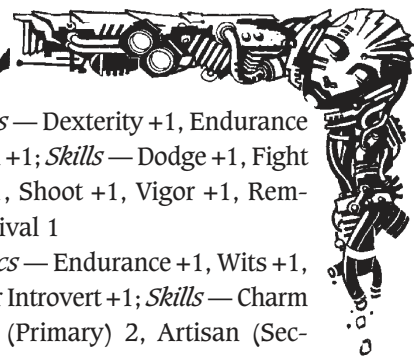 s — Dexterity +1, Endurance
+1; Skills — Dodge +1, Fight
, Shoot +1, Vigor +1, Rem-
ival 1
cs — Endurance +1, Wits +1,
r Introvert +1; Skills — Charm
(Primary) 2, Artisan (Sec-